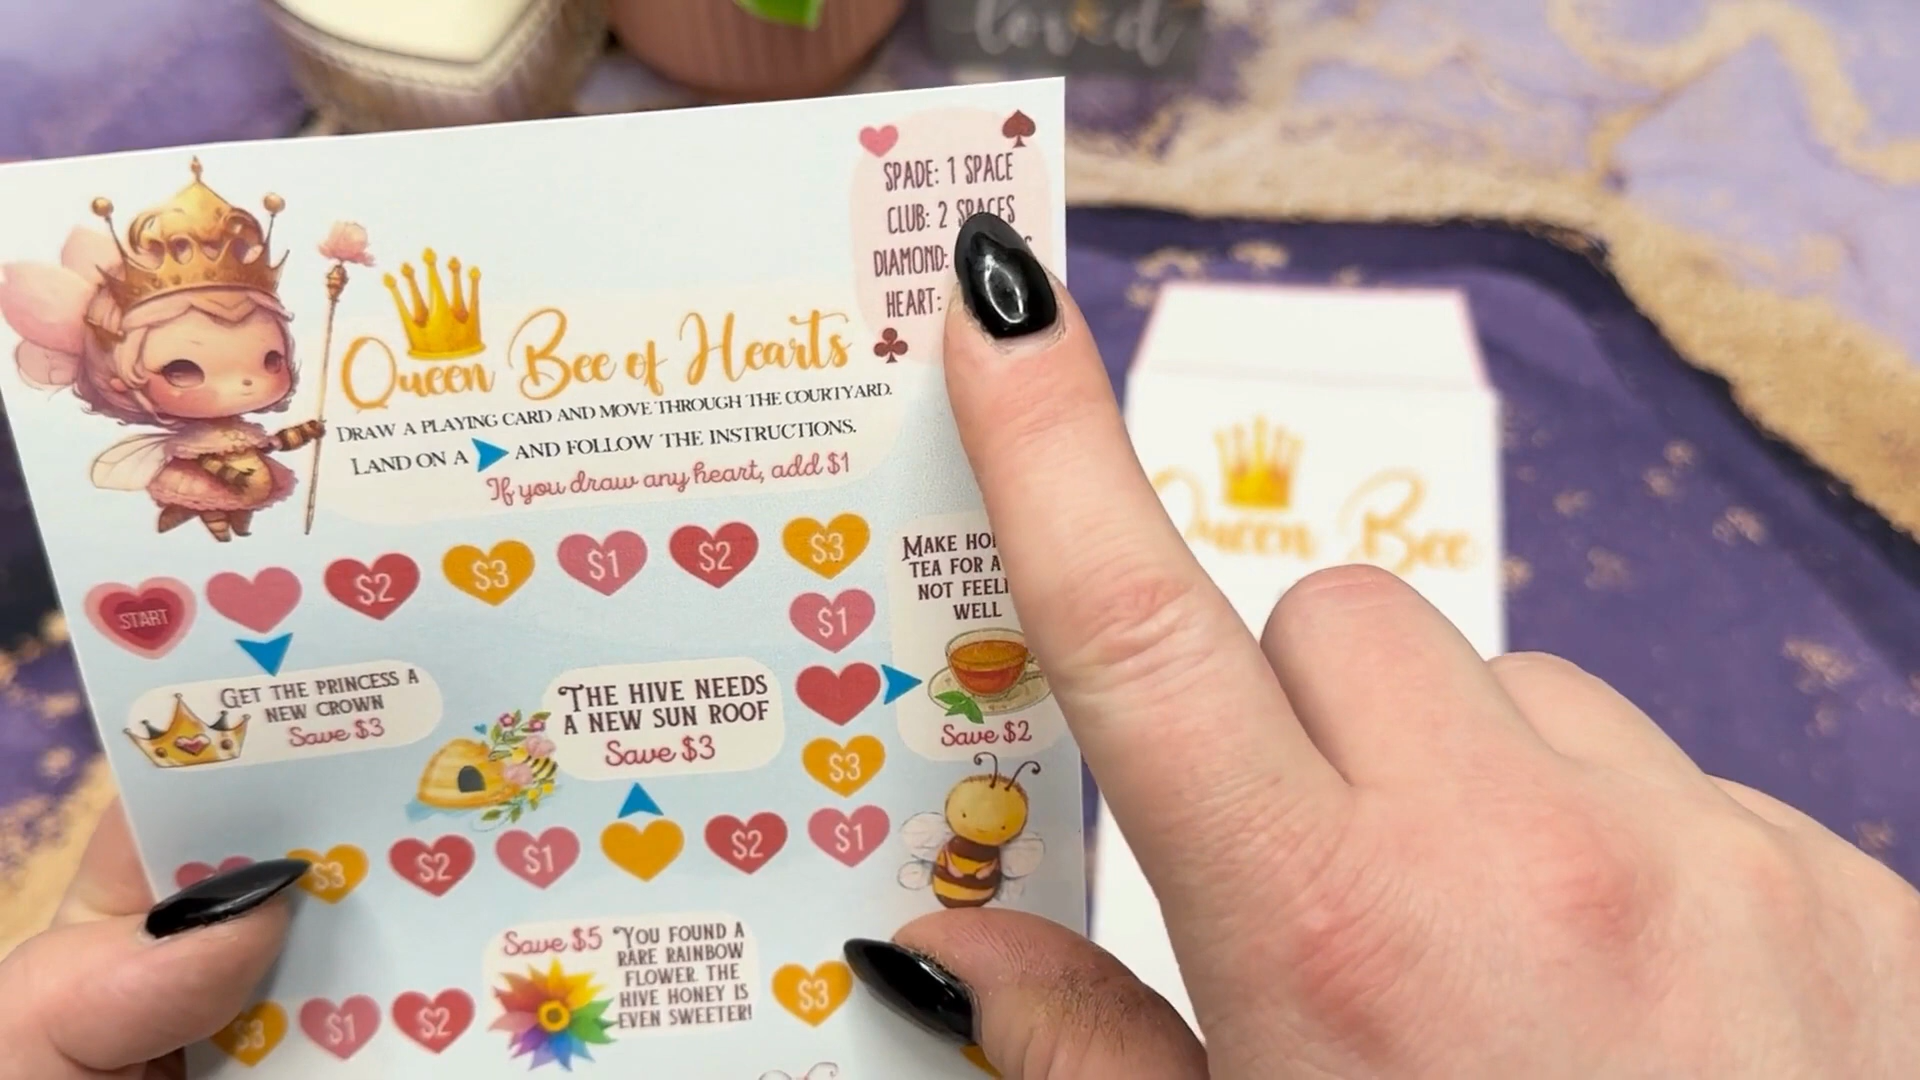 loved
SPADE: 1 SPACE
CLUB: 2 SPACES
DIAMOND:
HEART:
Queen Bee of Hearts
DRAW A PLAYING CARD AND MOVE THROUGH THE COURTYARD.
LAND ON A AND FOLLOW THE INSTRUCTIONS.
If you draw any heart, add $1
START
$2
$3
$1
$2
$3
MAKE
TEA FOR A
NOT
WELL
Save $2
$1
GET THE PRINCESS A
NEW CROWN
Save $3
THE HIVE NEEDS
A NEW SUN ROOF
Save $3
$3
$3
$2
$1
$2
$1
Save $5
"YOU FOUND A
RARE RAINBOW
FLOWER. THE
HIVE HONEY IS
EVEN SWEETER!
$3
$3
$1
$2
Queen Bee